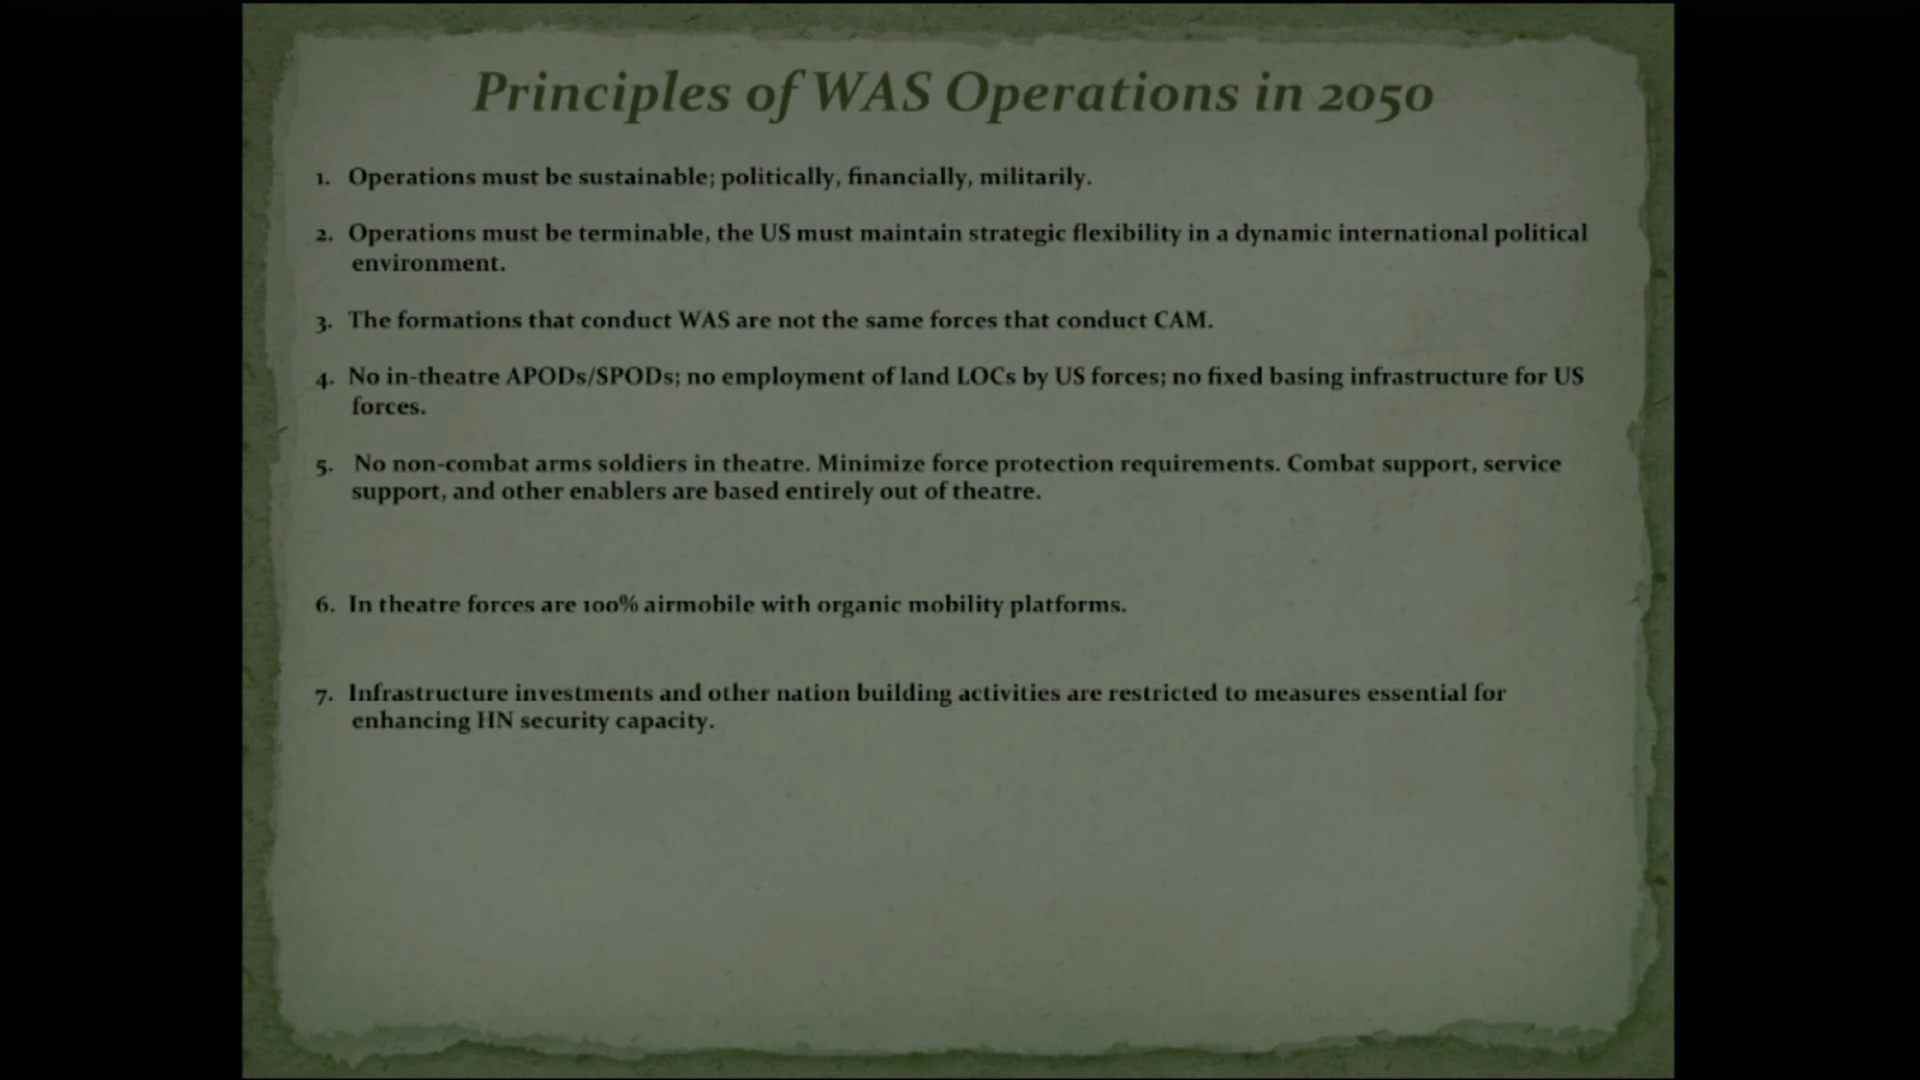 Principles of WAS Operations in 2050
1. Operations must be sustainable; politically, financially, militarily.
2. Operations must be terminable, the US must maintain strategic flexibility in a dynamic international political
environment.
3. The formations that conduct WAS are not the same forces that conduct CAM.
4. No in-theatre APODs/SPODs; no employment of land LOCs by US forces; no fixed basing infrastructure for US
forces.
5. No non-combat arms soldiers in theatre. Minimize force protection requirements. Combat support, service
support, and other enablers are based entirely out of theatre.
6. In theatre forces are 100% airmobile with organic mobility platforms.
7. Infrastructure investments and other nation building activities are restricted to measures essential for
enhancing HN security capacity.